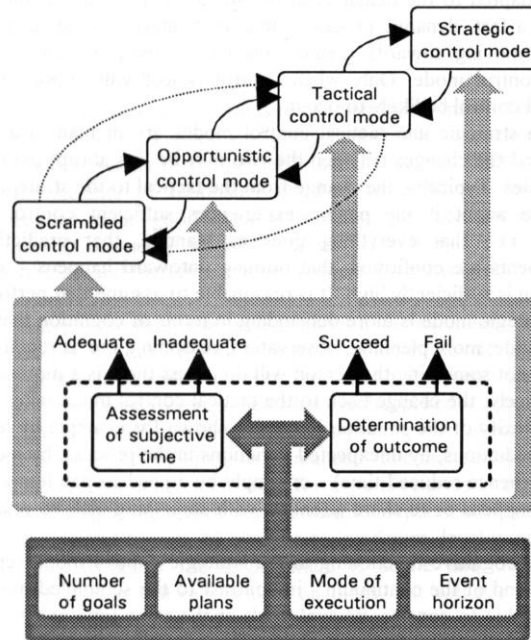 Strategic
control mode
Tactical
control mode
Opportunistic
control mode
Scrambled
control mode
Adequate
Inadequate
Succeed
Fail
Assessment
of subjective
time
Determination
of outcome
Number
of goals
Available
plans
Mode of
execution
Event
horizon